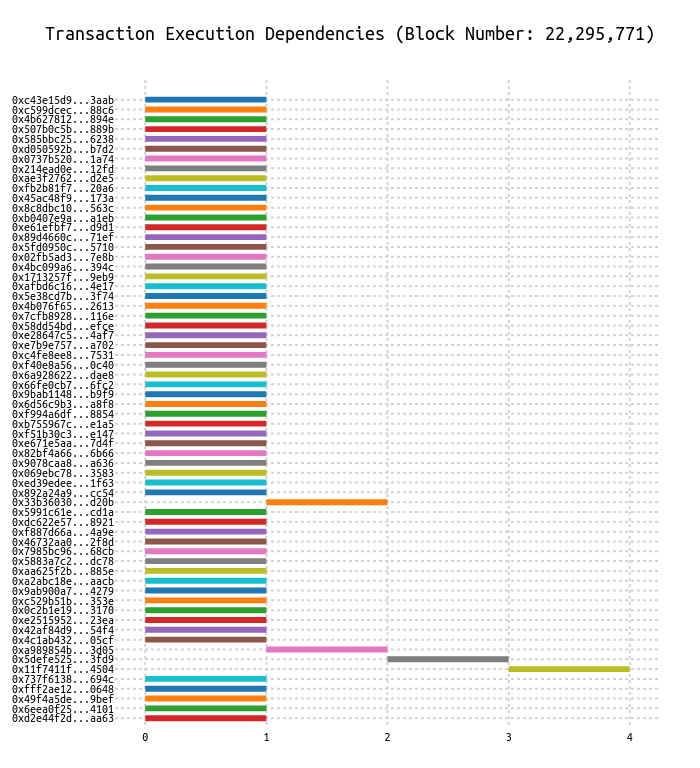 Transaction Execution Dependencies (Block Number: 22,295,771)
0xc43e15d9...3aab
0xc599dcec...88c6
0x4b627812...894e
0x507b0c5b...889b
0x585bbc25...6238
0xd050592b...b7d2
0x0737b520...1a74
0x214ead0e...12fd
0xae3f2762...d2e5
0xfb2b81f7...20a6
0x45ac48f9...173a
0x8c8dbc10...563c
0xb0407e9a...a1eb
0xe61efbf7...d9d1
0x89d4660c...71ef
0x5fd0950c...5710
0x02fb5ad3...7e8b
0x4bc099a6...394c
0x1713257f...9eb9
0xafbd6c16...4e17
0x5e38cd7b...3f74
0x4b076f65...2613
0x7cfb8928...116e
0x58dd54bd...efce
0xe28647c5...4af7
0xe7b9e757...a702
0xc4fe8ee8...7531
0xf40e8a56...0c40
0x6a928622...dae8
0x66fe0cb7...6fc2
0x9bab1148...b9f9
0x6d56c9b3...a8f8
0xf994a6df...8854
0xb755967c...e1a5
0xf51b30c3...e147
0xe671e5aa...7d4f
0x82bf4a66...6b66
0x9078caa8...a636
0x069ebc78...3583
0xed39edee...1f63
0x892a24a9...cc54
0x33b36030...d20b
0x5991c61e...cd1a
0xdc622e57...8921
0xf887d66a...4a9e
0x46732aa0...2f8d
0x7985bc96...68cb
0x5883a7c2...dc78
0xaa625f2b...885e
0xa2abc18e...aacb
0x9ab900a7...4279
0xc529b51b...353e
0x0c2b1e19...3170
0xe2515952...23ea
0x42af84d9...54f4
0x4c1ab432...05cf
0xa989854b...3d05
0x5defe525...3fd9
0x11f7411f...4504
0x737f6138...694c
0xfff2ae12...0648
0x49f4a5de...9bef
0x6eea0f25...4101
0xd2e44f2d...aa63
0 1 2 3 4